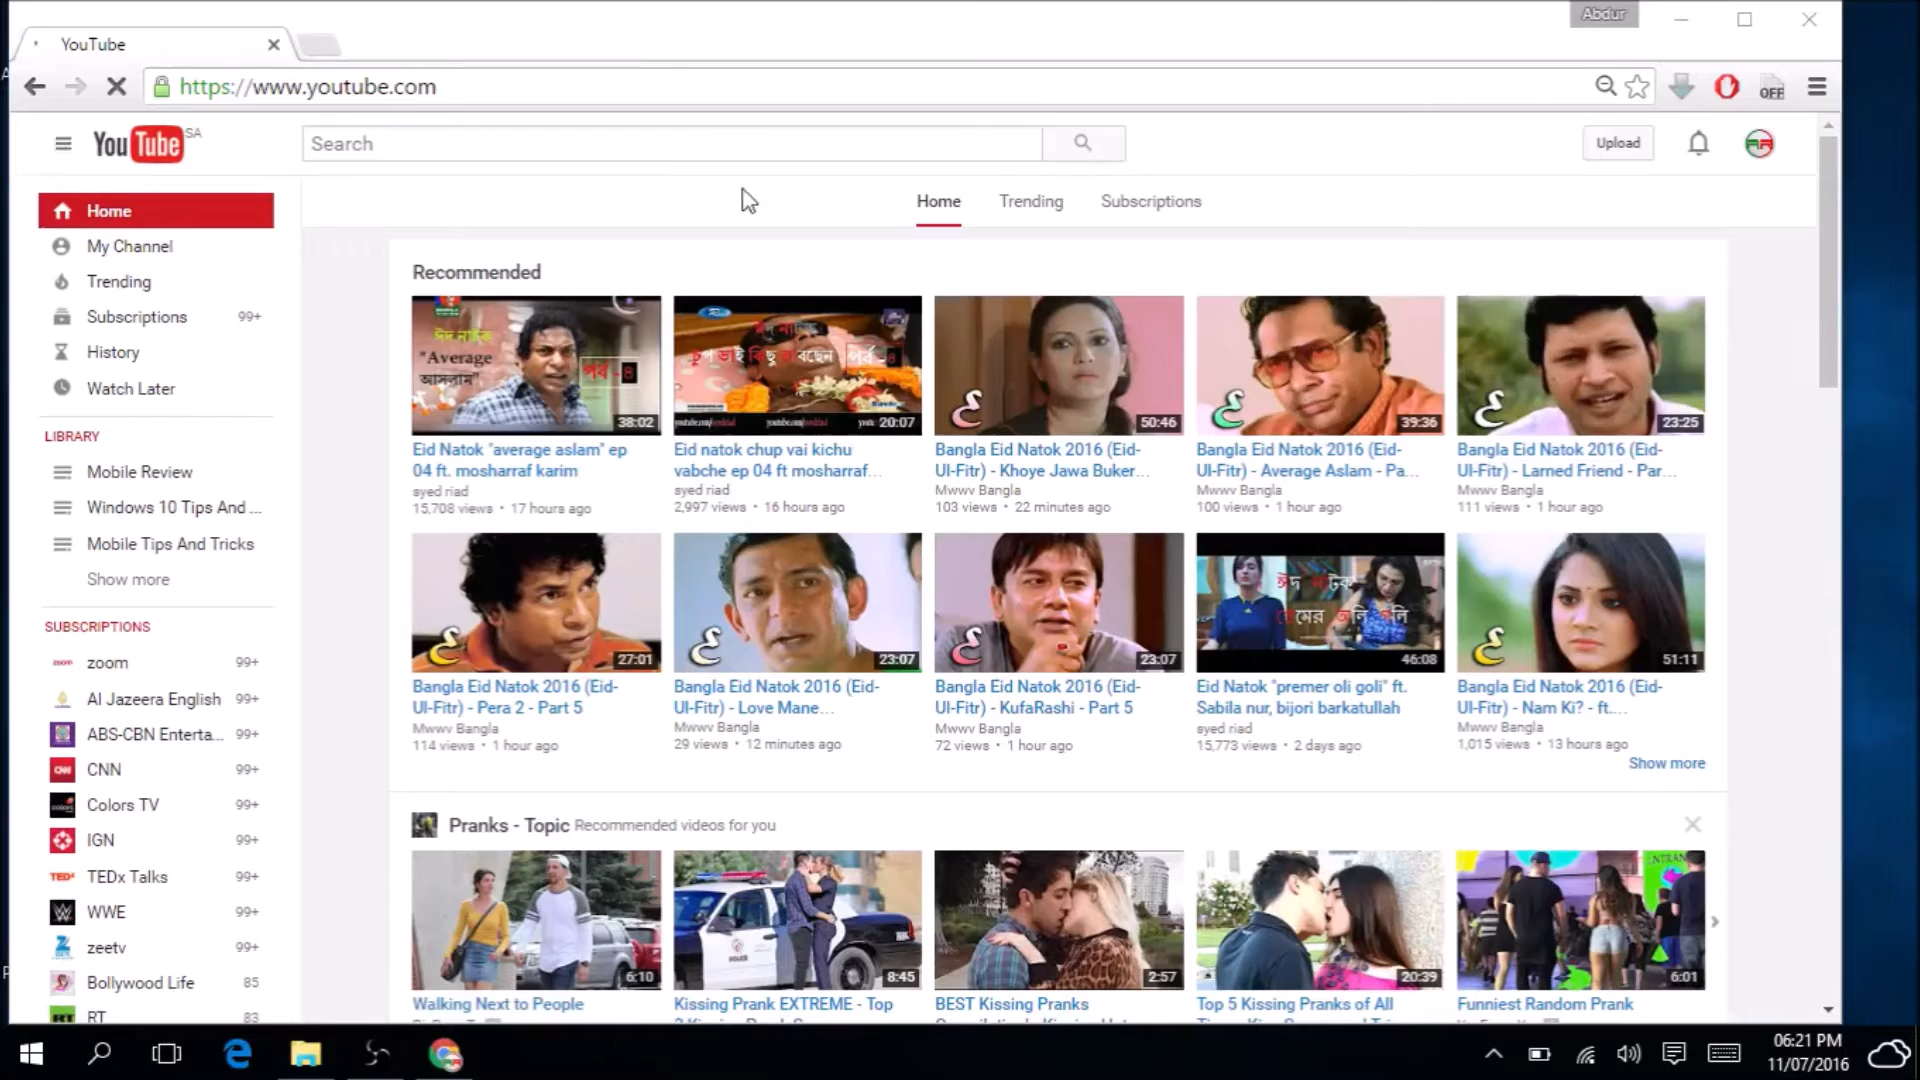 Abdur
YouTube
https://www.youtube.com
OFF
YouTube SA
Search
Upload
Home
Trending
Subscriptions
Home
My Channel
Trending
Subscriptions 99+
History
Watch Later
LIBRARY
Mobile Review
Windows 10 Tips And ...
Mobile Tips And Tricks
Show more
SUBSCRIPTIONS
zoom 99+
Al Jazeera English 99+
ABS-CBN Enterta... 99+
CNN 99+
Colors TV 99+
IGN 99+
TEDx Talks 99+
WWE 99+
zeetv 99+
Bollywood Life 85
RT 83
Recommended
ঈদ নাটক
"Average
আসলাম"
পর্ব - ৪
38:02
Eid Natok "average aslam" ep
04 ft. mosharraf karim
syed riad
15,708 views • 17 hours ago
ঈদ নাটক
পর্ব - ৪
20:07
Eid natok chup vai kichu
vabche ep 04 ft mosharraf...
syed riad
2,997 views • 16 hours ago
50:46
Bangla Eid Natok 2016 (Eid-
Ul-Fitr) - Khoye Jawa Buker...
Mwwv Bangla
103 views • 22 minutes ago
39:36
Bangla Eid Natok 2016 (Eid-
Ul-Fitr) - Average Aslam - Pa...
Mwwv Bangla
100 views • 1 hour ago
23:25
Bangla Eid Natok 2016 (Eid-
Ul-Fitr) - Larned Friend - Par...
Mwwv Bangla
111 views • 1 hour ago
27:01
Bangla Eid Natok 2016 (Eid-
Ul-Fitr) - Pera 2 - Part 5
Mwwv Bangla
114 views • 1 hour ago
23:07
Bangla Eid Natok 2016 (Eid-
Ul-Fitr) - Love Mane...
Mwwv Bangla
29 views • 12 minutes ago
23:07
Bangla Eid Natok 2016 (Eid-
Ul-Fitr) - KufaRashi - Part 5
Mwwv Bangla
72 views • 1 hour ago
ঈদ নাটক
46:08
Eid Natok "premer oli goli" ft.
Sabila nur, bijori barkatullah
syed riad
15,773 views • 2 days ago
51:11
Bangla Eid Natok 2016 (Eid-
Ul-Fitr) - Nam Ki? - ft....
Mwwv Bangla
1,015 views • 13 hours ago
Show more
Pranks - Topic Recommended videos for you
6:10
Walking Next to People
POLICE
8:45
Kissing Prank EXTREME - Top
2:57
BEST Kissing Pranks
20:39
Top 5 Kissing Pranks of All
6:01
Funniest Random Prank
06:21 PM
11/07/2016